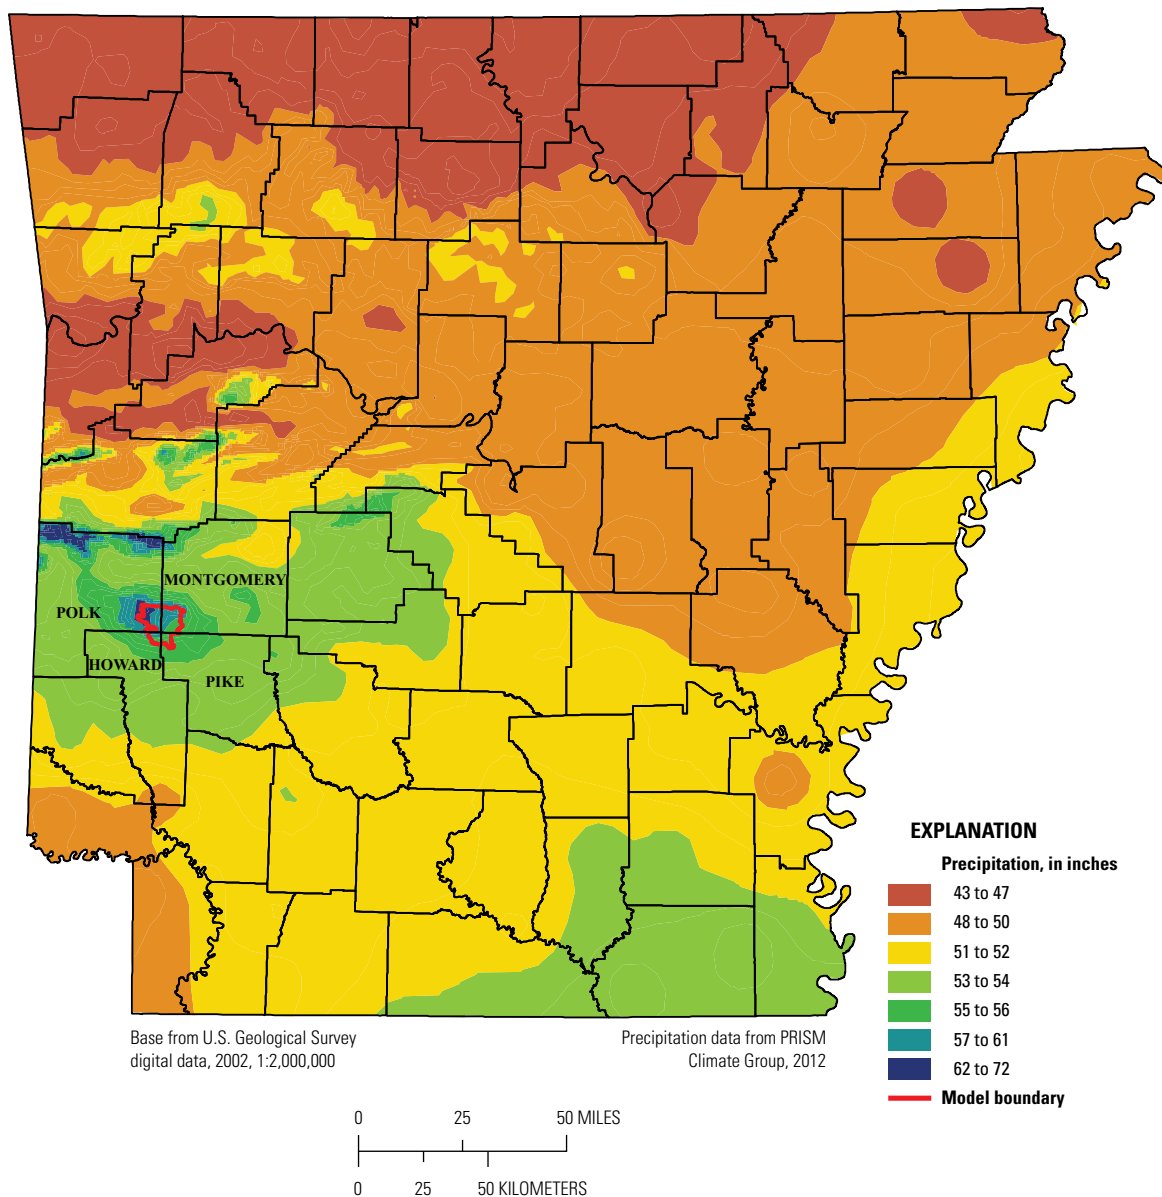 MONTGOMERY
POLK
HOWARD
PIKE
EXPLANATION
Precipitation, in inches
43 to 47
48 to 50
51 to 52
53 to 54
55 to 56
57 to 61
62 to 72
Model boundary
Base from U.S. Geological Survey
digital data, 2002, 1:2,000,000
Precipitation data from PRISM
Climate Group, 2012
0 25 50 MILES
0 25 50 KILOMETERS